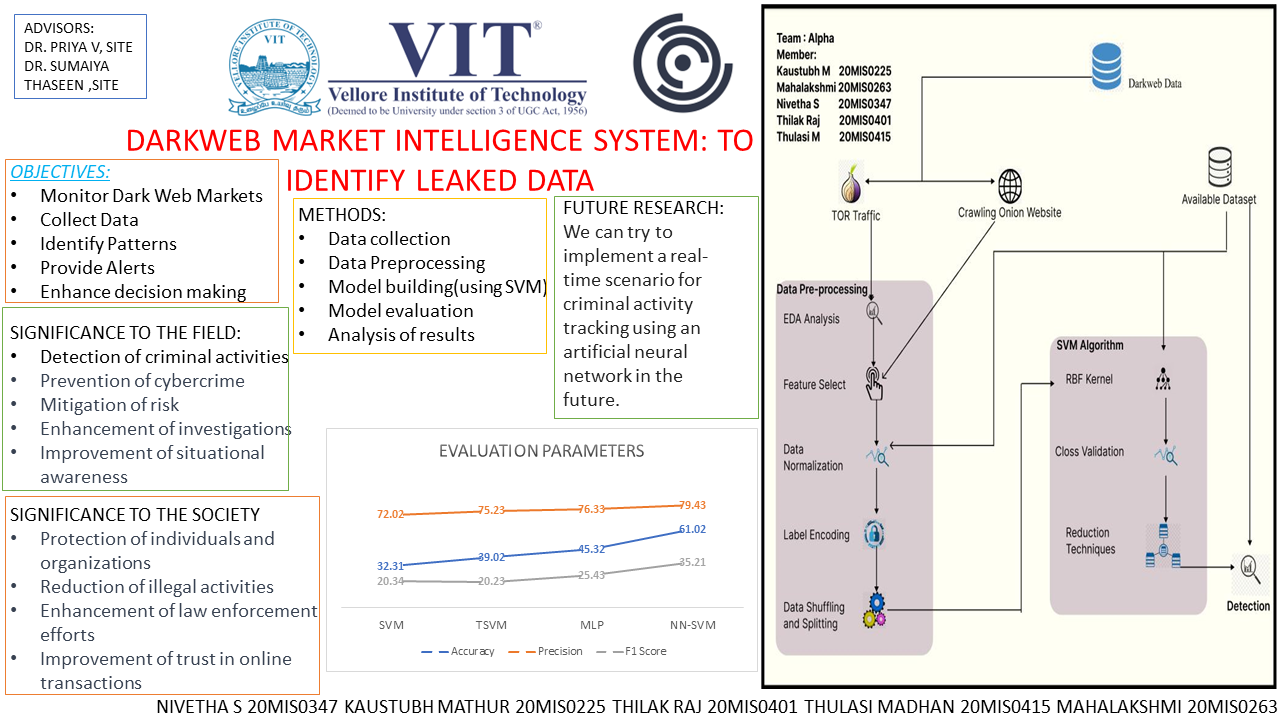 ADVISORS:
DR. PRIYA V, SITE
DR. SUMAIYA
THASEEN ,SITE
VELLORE INSTITUTE OF TECHNOLOGY
VIT
VIT®
Vellore Institute of Technology
(Deemed to be University under section 3 of UGC Act, 1956)
DARKWEB MARKET INTELLIGENCE SYSTEM: TO
IDENTIFY LEAKED DATA
OBJECTIVES:
• Monitor Dark Web Markets
• Collect Data
• Identify Patterns
• Provide Alerts
• Enhance decision making
SIGNIFICANCE TO THE FIELD:
• Detection of criminal activities
• Prevention of cybercrime
• Mitigation of risk
• Enhancement of investigations
• Improvement of situational
awareness
SIGNIFICANCE TO THE SOCIETY
• Protection of individuals and
organizations
• Reduction of illegal activities
• Enhancement of law enforcement
efforts
• Improvement of trust in online
transactions
METHODS:
• Data collection
• Data Preprocessing
• Model building(using SVM)
• Model evaluation
• Analysis of results
FUTURE RESEARCH:
We can try to
implement a real-
time scenario for
criminal activity
tracking using an
artificial neural
network in the
future.
EVALUATION PARAMETERS
72.02 75.23 76.33 79.43
32.31 39.02 45.32 61.02
20.34 20.23 25.43 35.21
SVM TSVM MLP NN-SVM
Accuracy Precision F1 Score
Team : Alpha
Member:
Kaustubh M 20MIS0225
Mahalakshmi 20MIS0263
Nivetha S 20MIS0347
Thilak Raj 20MIS0401
Thulasi M 20MIS0415
Darkweb Data
TOR Traffic
Crawling Onion Website
Available Dataset
Data Pre-processing
EDA Analysis
Feature Select
Data
Normalization
Label Encoding
Data Shuffling
and Splitting
SVM Algorithm
RBF Kernel
Closs Validation
Reduction
Techniques
Detection
NIVETHA S 20MIS0347 KAUSTUBH MATHUR 20MIS0225 THILAK RAJ 20MIS0401 THULASI MADHAN 20MIS0415 MAHALAKSHMI 20MIS0263